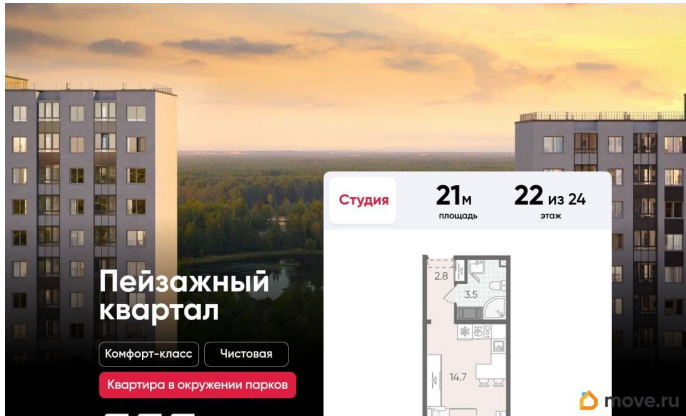 Студия
21м
площадь
22 из 24
этаж
2.8
3.5
14.7
Пейзажный
квартал
Комфорт-класс
Чистовая
Квартира в окружении парков
move.ru